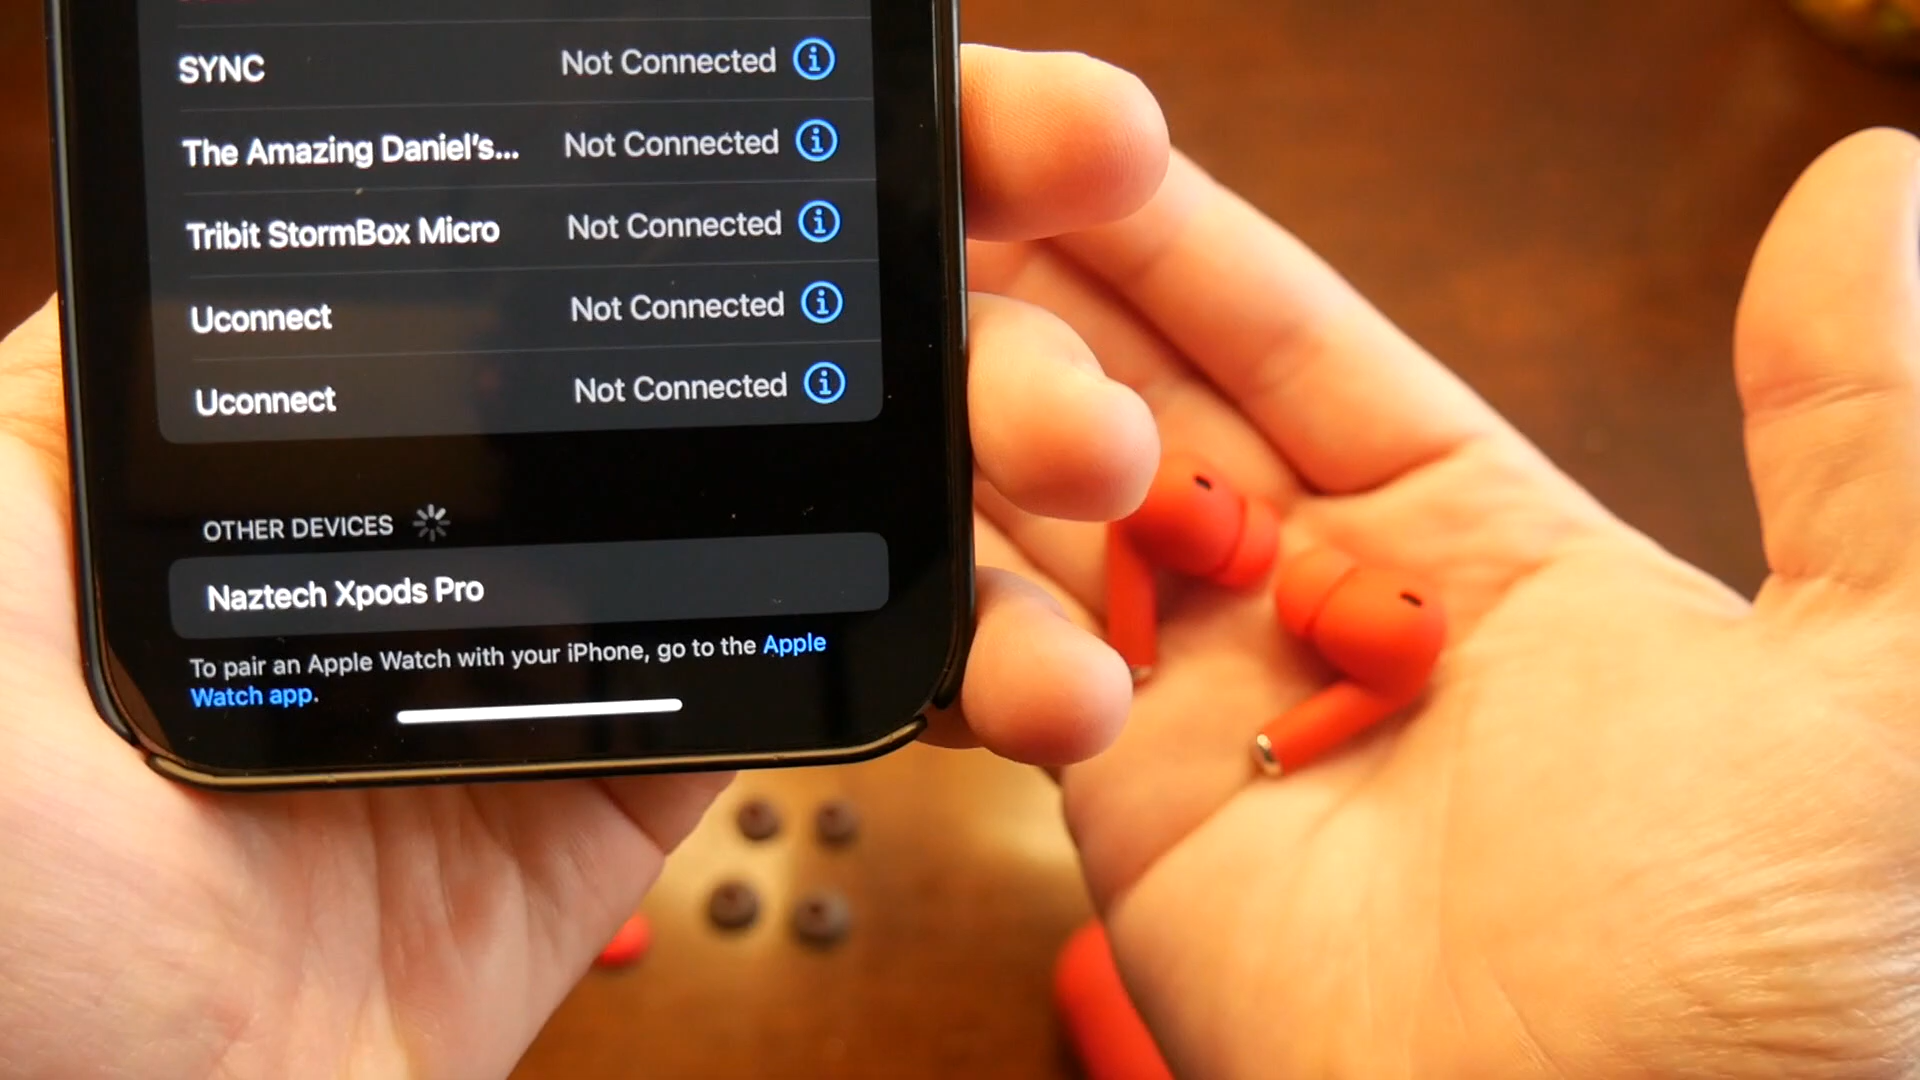 SYNC Not Connected
The Amazing Daniel's... Not Connected
Tribit StormBox Micro Not Connected
Uconnect Not Connected
Uconnect Not Connected
OTHER DEVICES
Naztech Xpods Pro
To pair an Apple Watch with your iPhone, go to the Apple
Watch app.